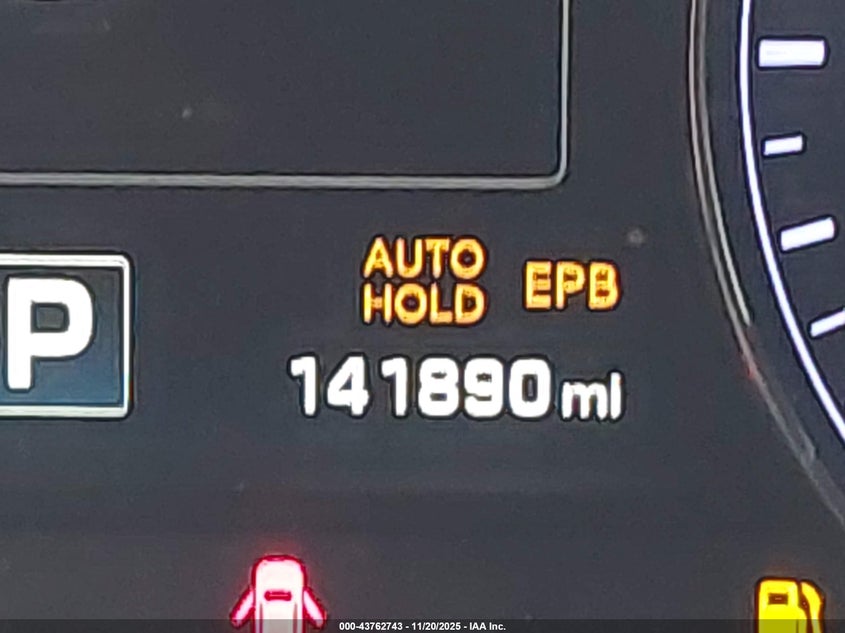 AUTO
HOLD
EPB
P
141890 mi
000-43762743 - 11/20/2025 - IAA Inc.